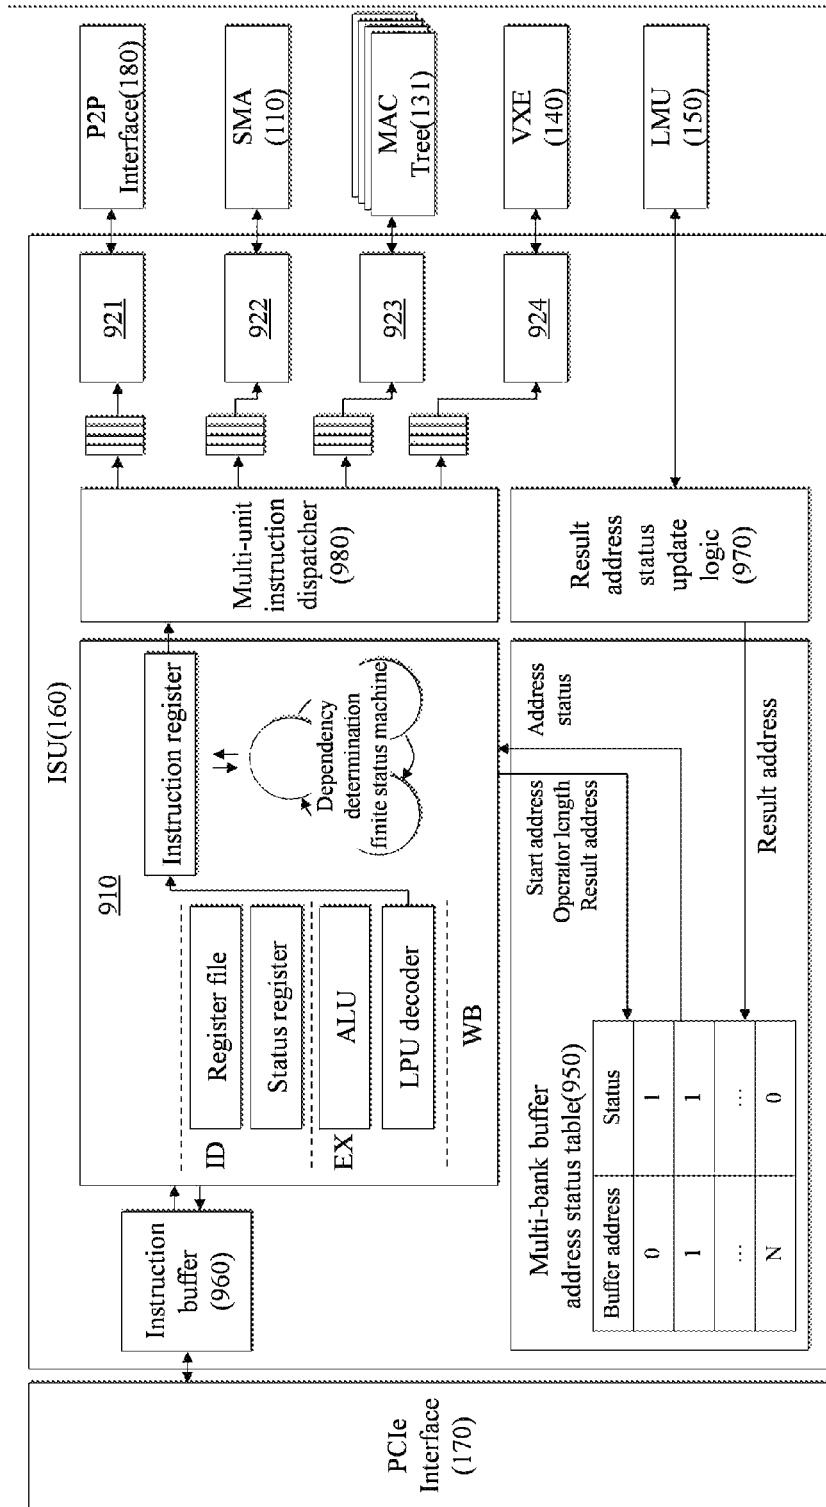 PCIe
Interface
(170)
ISU(160)
Instruction
buffer
(960)
910
ID
Register file
Status register
EX
ALU
LPU decoder
WB
Instruction register
Dependency
determination
finite status machine
Multi-unit
instruction
dispatcher
(980)
921
922
923
924
P2P
Interface(180)
SMA
(110)
MAC
Tree(131)
VXE
(140)
LMU
(150)
Multi-bank buffer
address status table(950)
Buffer address
Status
0
1
1
1
...
...
N
0
Start address
Operator length
Result address
Address
status
Result address
Result
address
status
update
logic
(970)